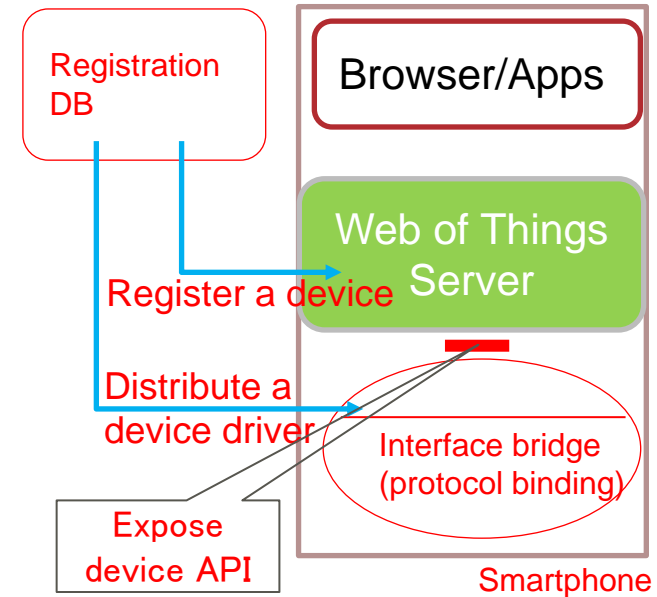 Registration
DB
Browser/Apps
Web of Things
Server
Register a device
Distribute a
device driver
Interface bridge
(protocol binding)
Expose
device API
Smartphone